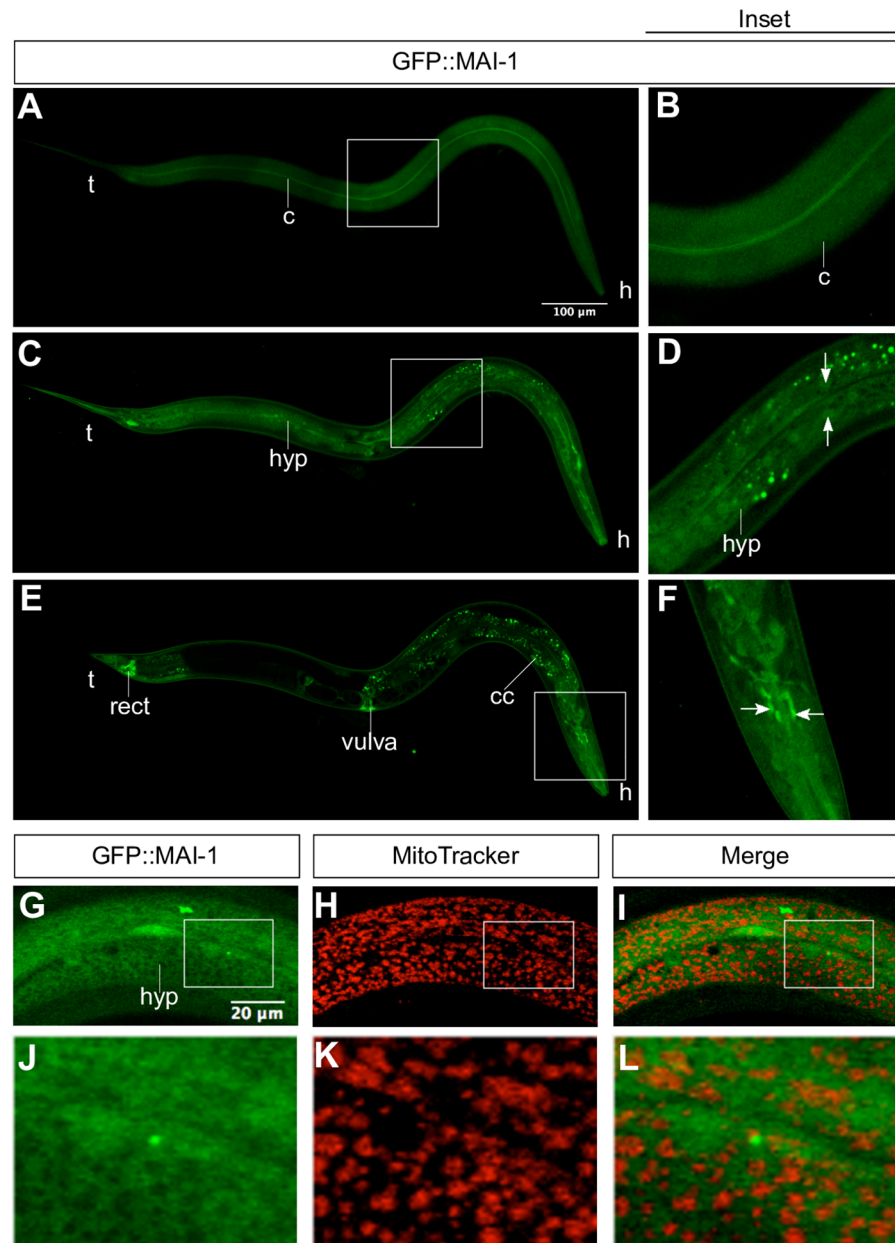 Inset
GFP::MAI-1
A
t
c
h
100 µm
B
c
C
t
hyp
h
D
hyp
E
t
rect
vulva
cc
h
F
GFP::MAI-1
MitoTracker
Merge
G
hyp
20 µm
H
I
J
K
L